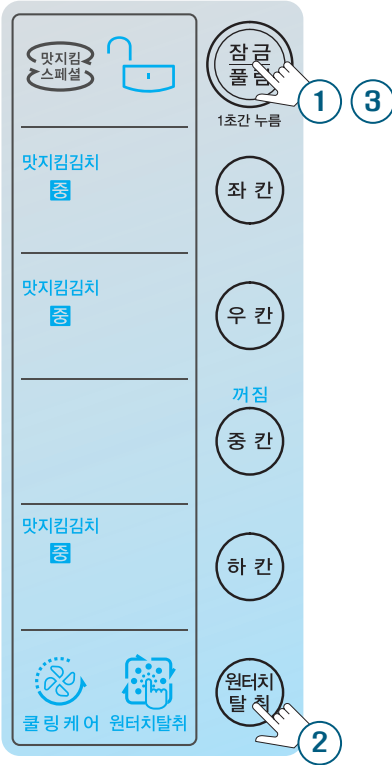 맛지킴
스페셜
잠금
풀림
1 3
1초간 누름
맛지킴김치
중
좌 칸
맛지킴김치
중
우 칸
꺼짐
중 칸
맛지킴김치
중
하 칸
쿨링케어 원터치탈취
원터치
탈 취
2